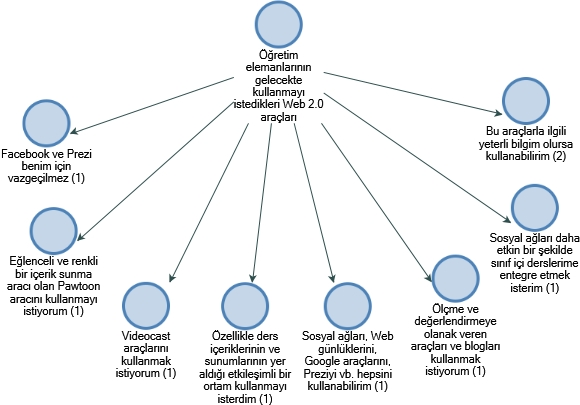 Öğretim
elemanlarının
gelecekte
kullanmayı
istedikleri Web 2.0
araçları
Facebook ve Prezi
benim için
vazgeçilmez (1)
Eğlenceli ve renkli
bir içerik sunma
aracı olan Pawtoon
aracını kullanmayı
istiyorum (1)
Videocast
araçlarını
kullanmak
istiyorum (1)
Özellikle ders
içeriklerinin ve
sunumlarının yer
aldığı etkileşimli bir
ortam kullanmayı
isterdim (1)
Sosyal ağları, Web
günlüklerini,
Google araçlarını,
Preziyi vb. hepsini
kullanabilirim (1)
Ölçme ve
değerlendirmeye
olanak veren
araçları ve blogları
kullanmak
istiyorum (1)
Sosyal ağları daha
etkin bir şekilde
sınıf içi derslerime
entegre etmek
isterim (1)
Bu araçlarla ilgili
yeterli bilgim olursa
kullanabilirim (2)